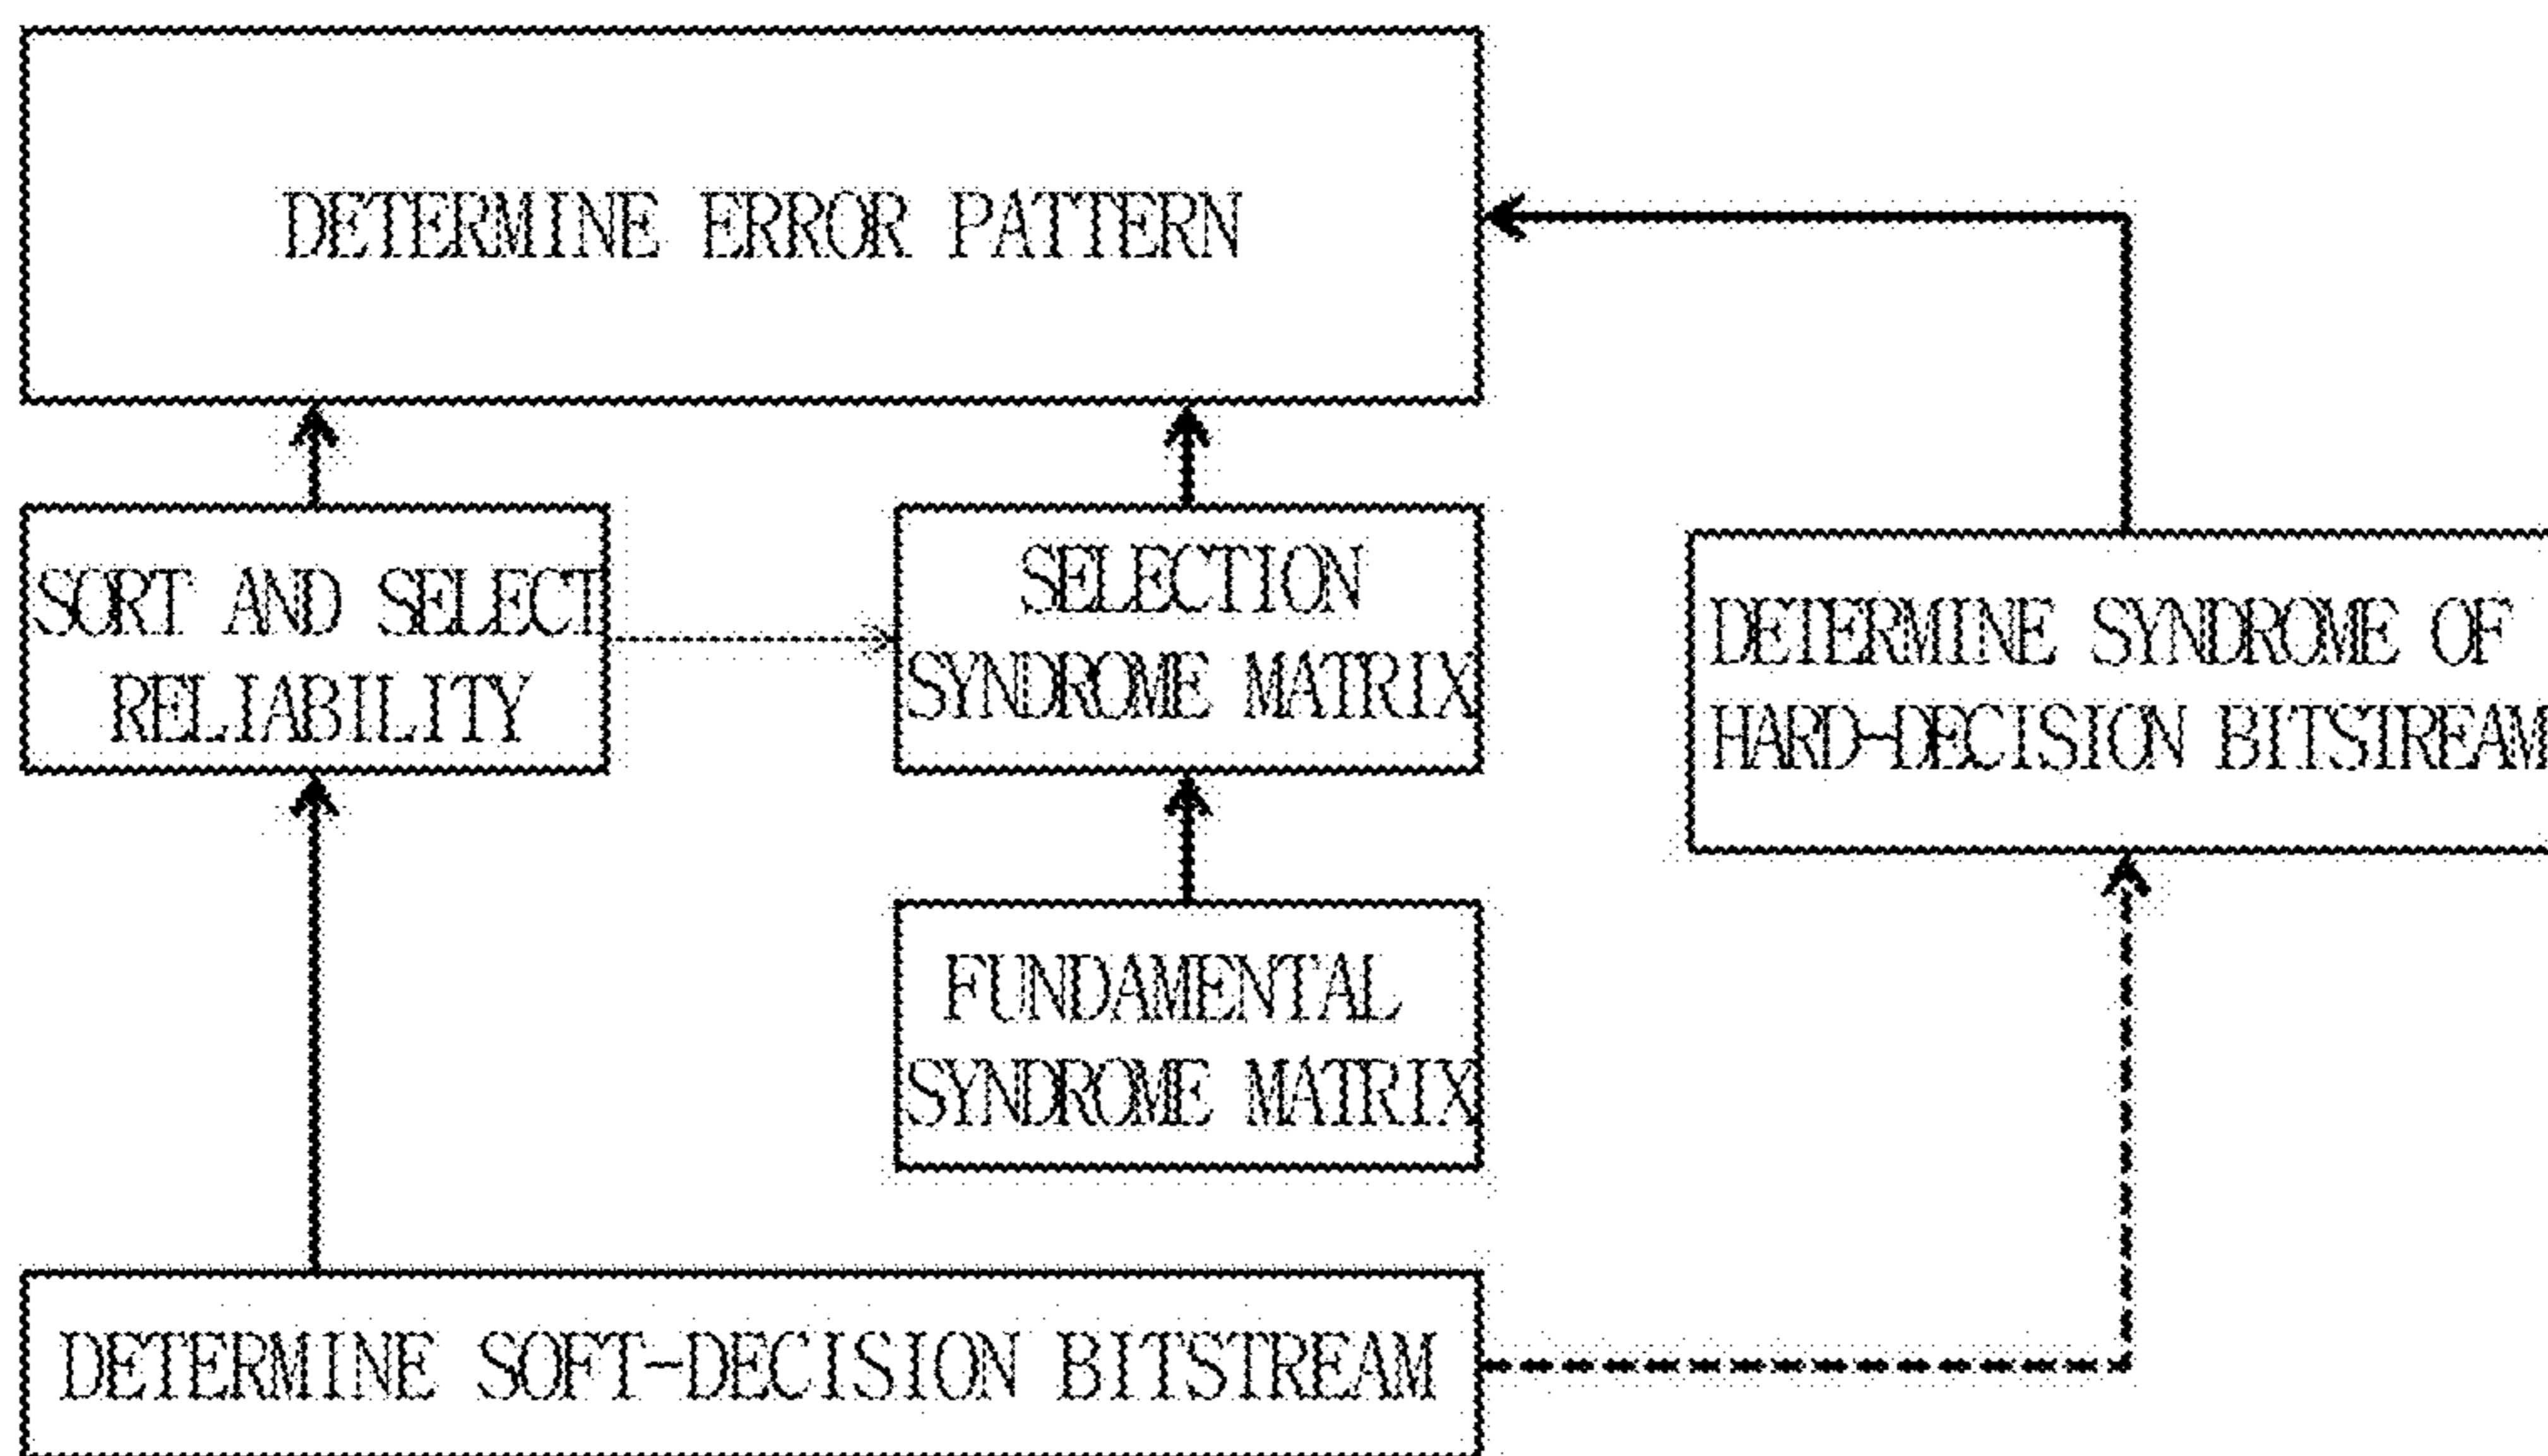 DETERMINE ERROR PATTERN
SORT AND SELECT
RELIABILITY
SELECTION
SYNDROME MATRIX
DETERMINE SYNDROME OF
HARD-DECISION BITSTREAM
FUNDAMENTAL
SYNDROME MATRIX
DETERMINE SOFT-DECISION BITSTREAM